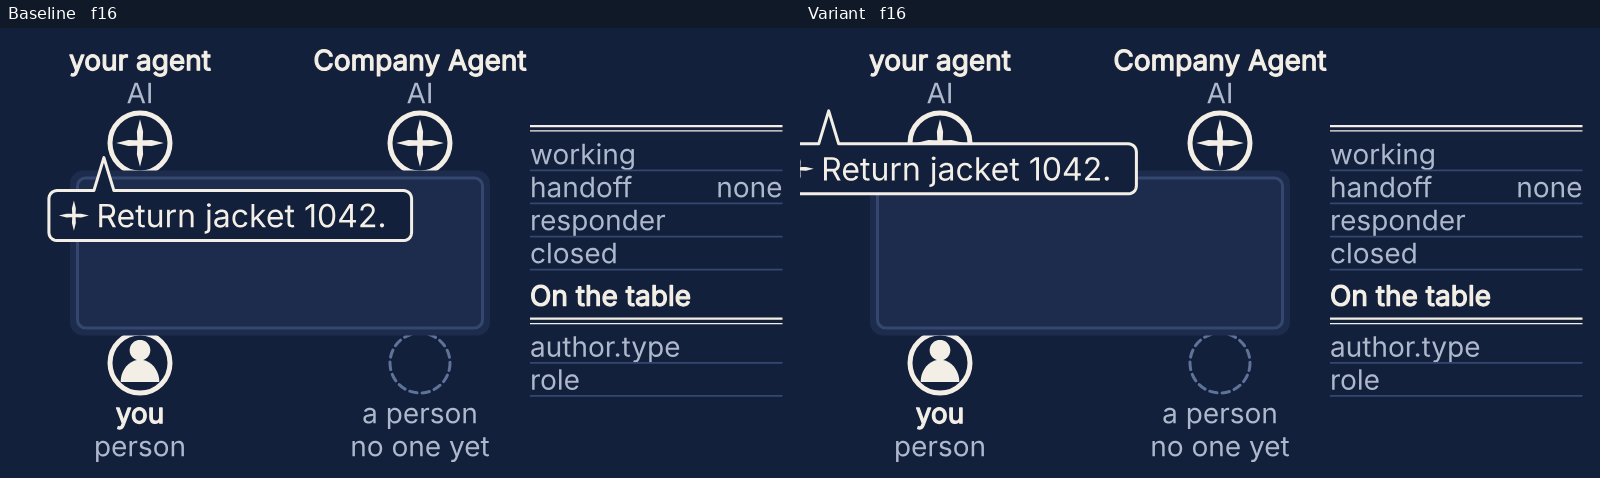 Baseline f16
your agent
AI
Company Agent
AI
Return jacket 1042.
working
handoff none
responder
closed
On the table
author.type
role
you
person
a person
no one yet
Variant f16
your agent
AI
Company Agent
AI
Return jacket 1042.
working
handoff none
responder
closed
On the table
author.type
role
you
person
a person
no one yet